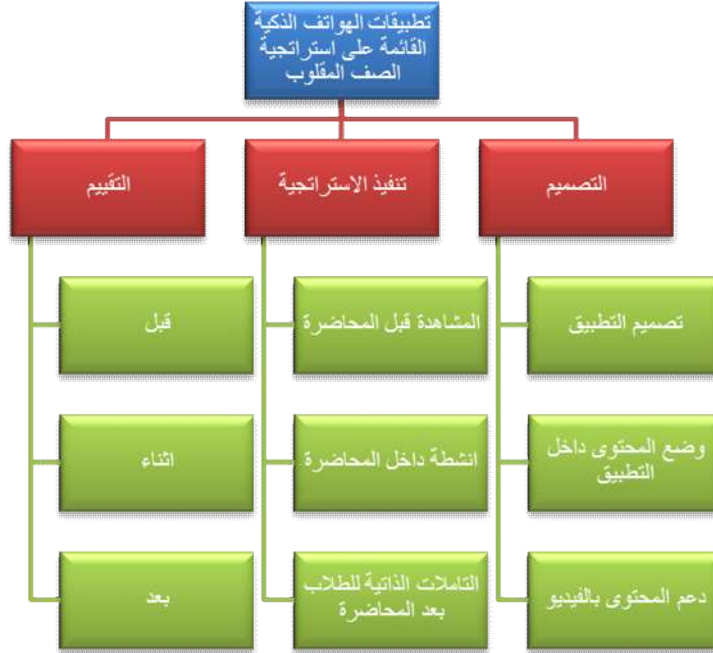 تطبيقات الهواتف الذكية
القائمة على استراتجية
الصف المقلوب
التصميم
تنفيذ الاستراتجية
التقييم
تصميم التطبيق
المشاهدة قبل المحاضرة
قبل
وضع المحتوى داخل
التطبيق
انشطة داخل المحاضرة
اثناء
دعم المحتوى بالفيديو
التاملات الذاتية للطلاب
بعد المحاضرة
بعد